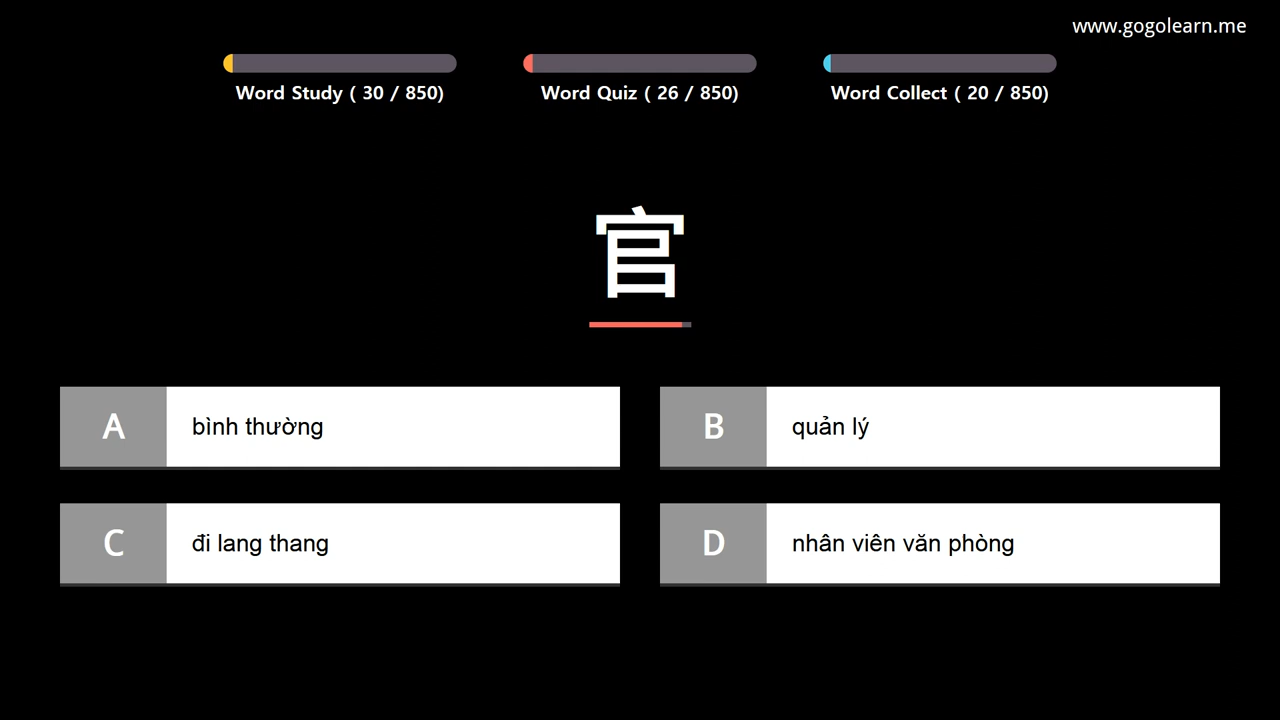 www.gogolearn.me
Word Study ( 30 / 850)
Word Quiz ( 26 / 850)
Word Collect ( 20 / 850)
官
A bình thường
B quản lý
C đi lang thang
D nhân viên văn phòng